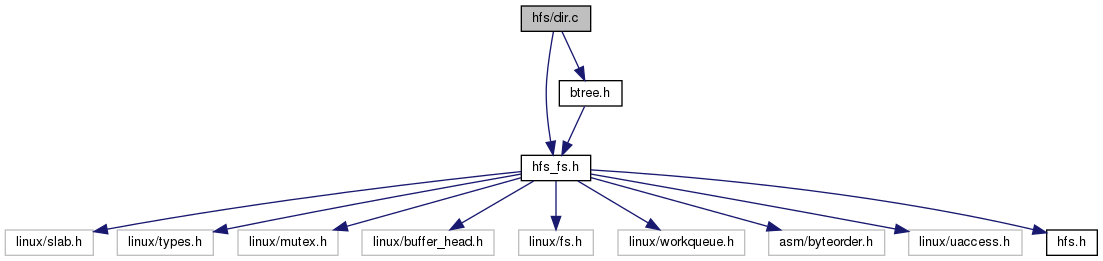 hfs/dir.c
btree.h
hfs_fs.h
linux/slab.h
linux/types.h
linux/mutex.h
linux/buffer_head.h
linux/fs.h
linux/workqueue.h
asm/byteorder.h
linux/uaccess.h
hfs.h